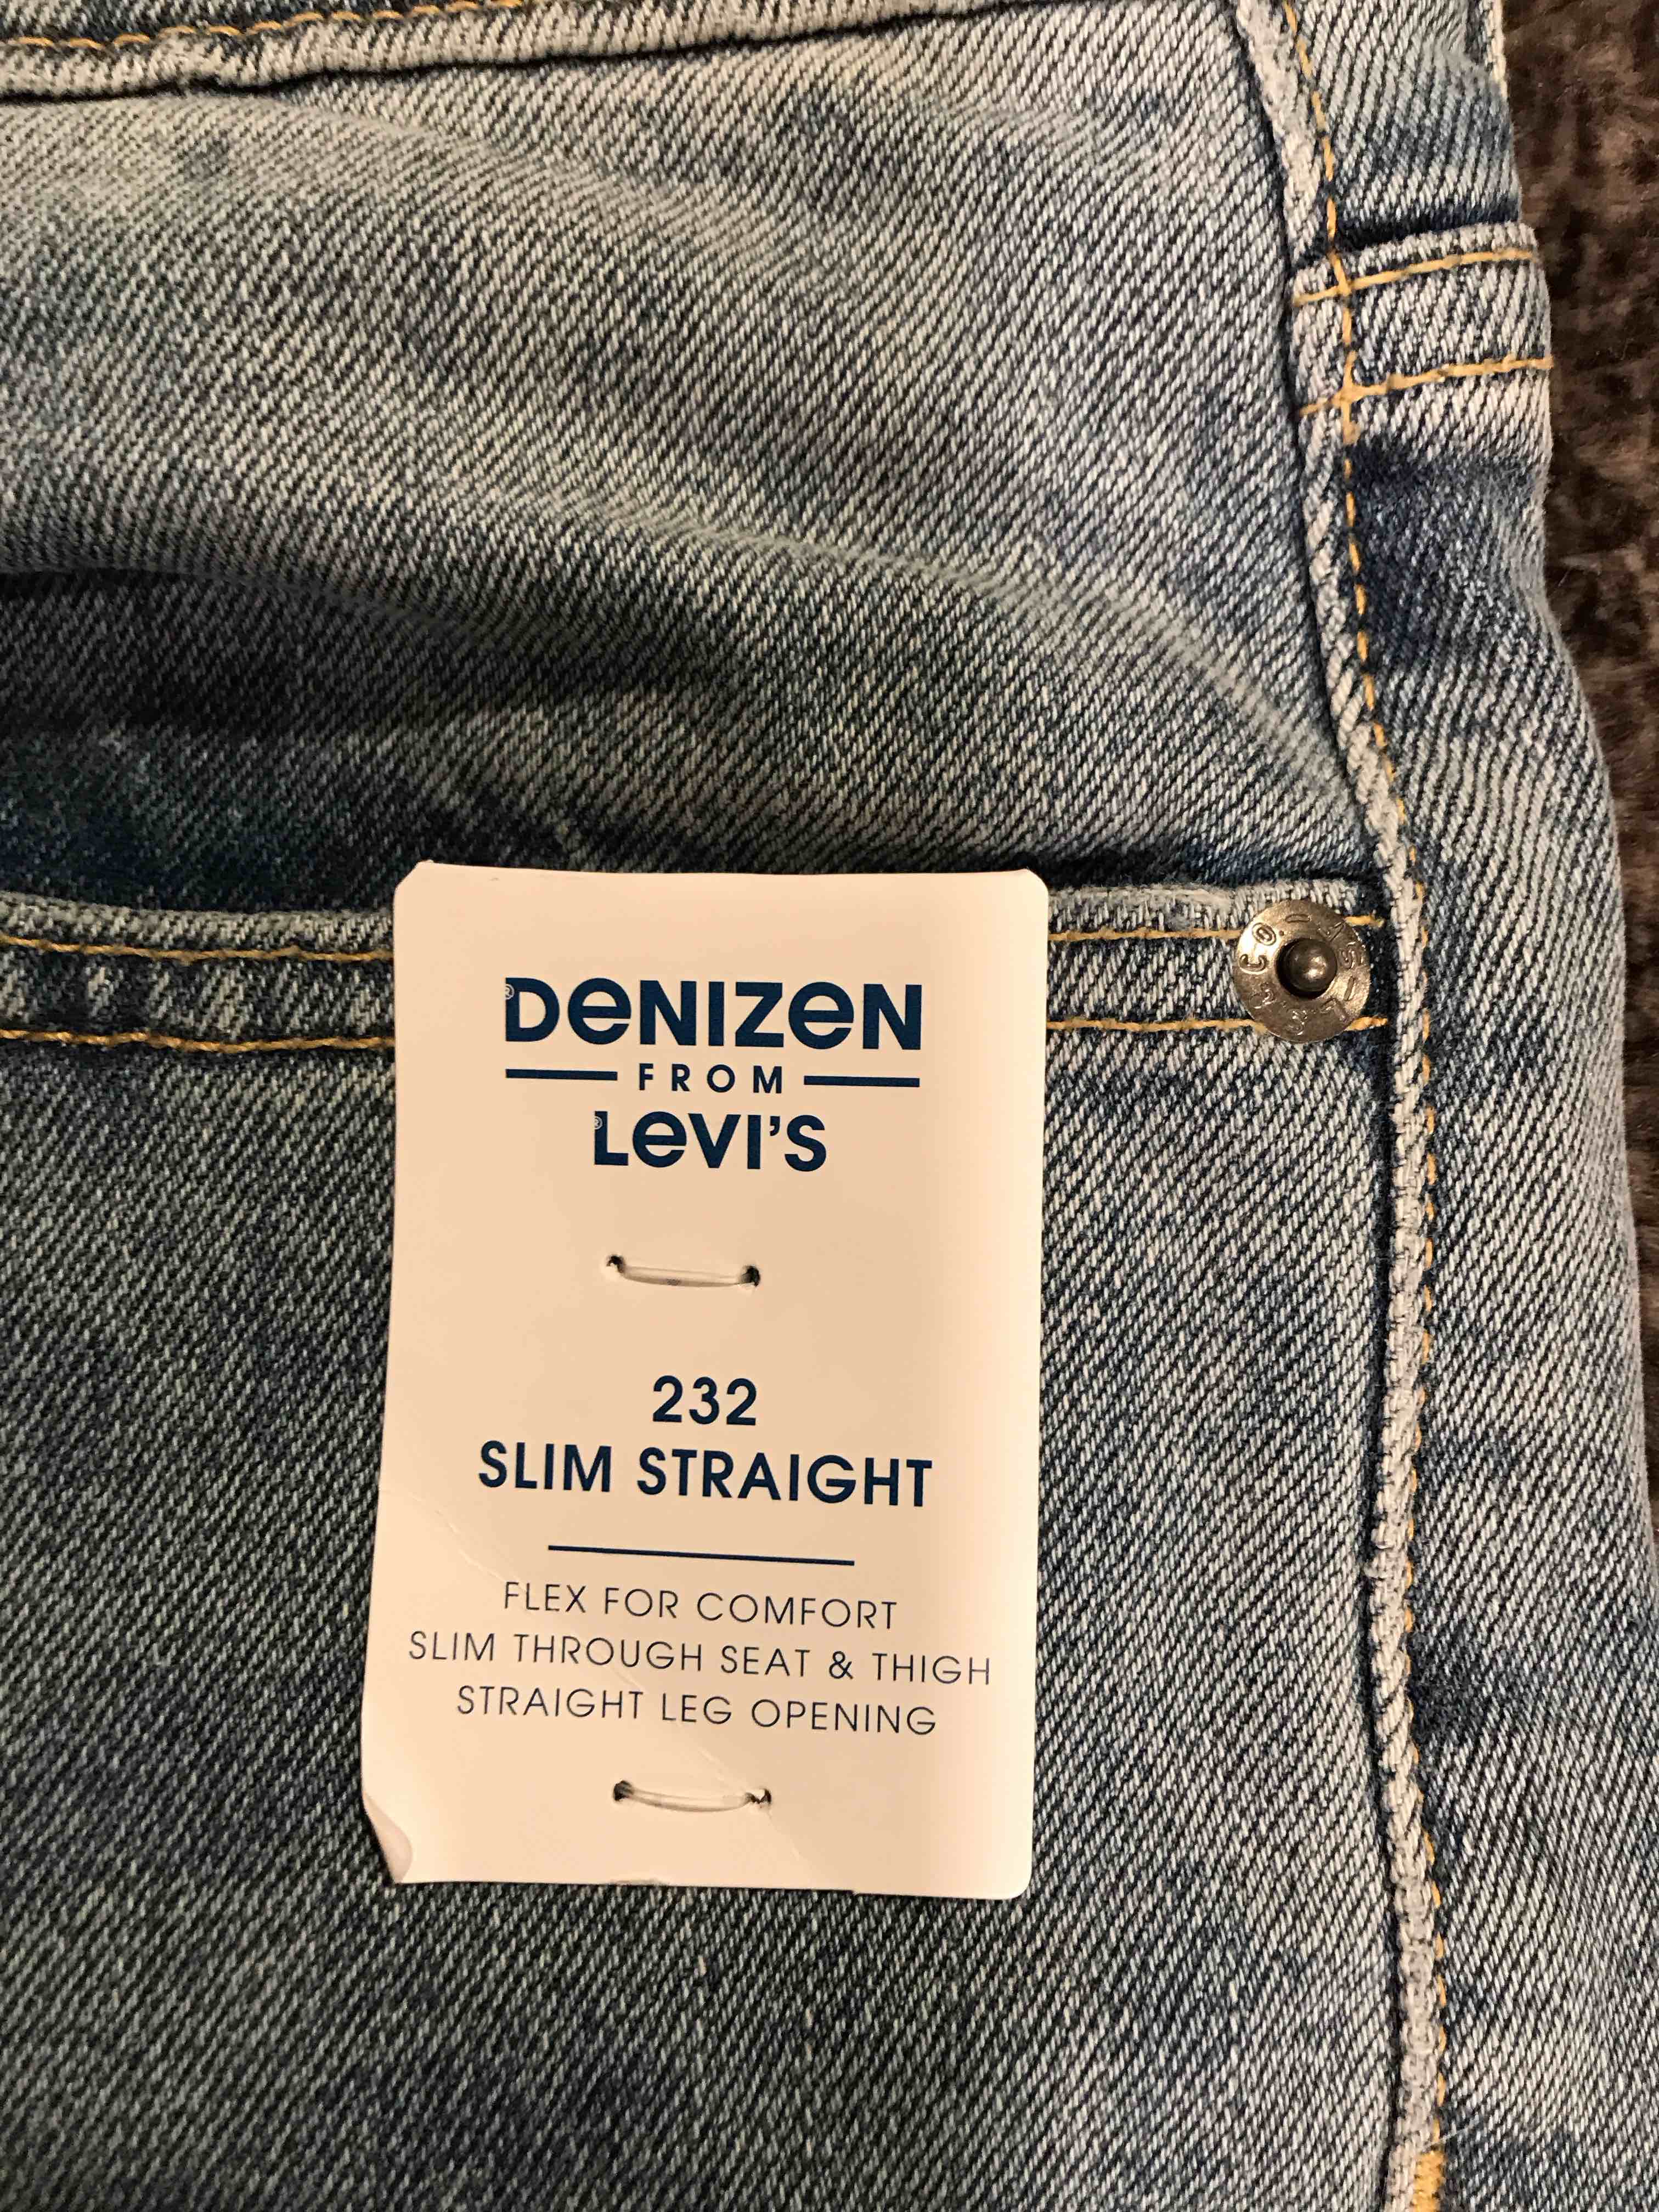 DeNIZeN®
FROM
LeVI'S®
232
SLIM STRAIGHT
FLEX FOR COMFORT
SLIM THROUGH SEAT & THIGH
STRAIGHT LEG OPENING